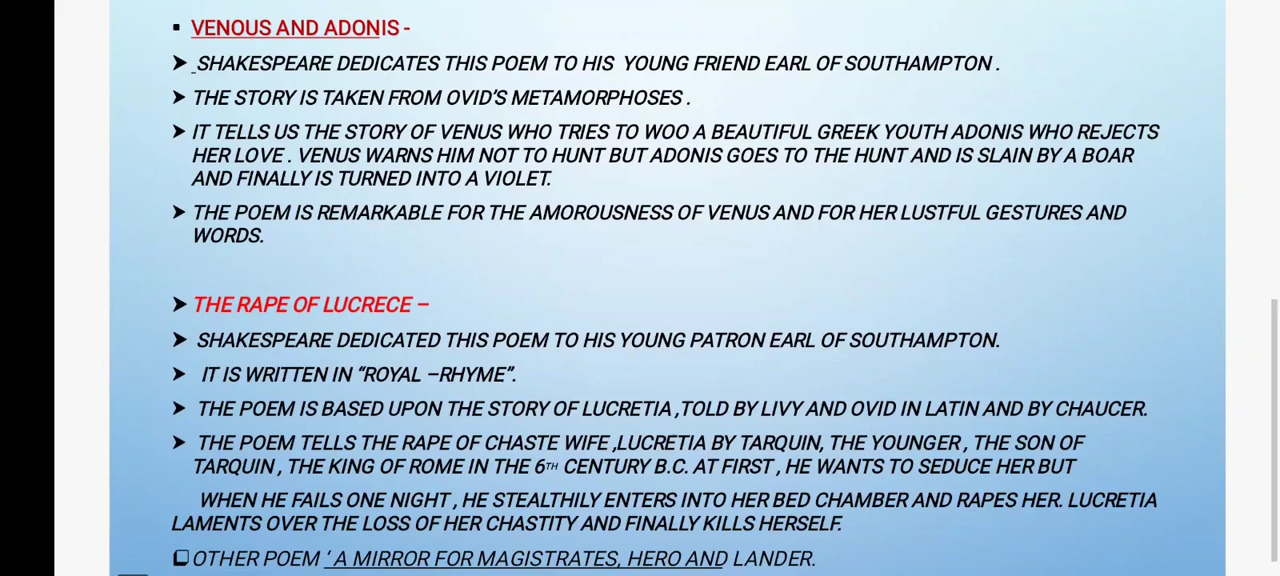 ▪ VENOUS AND ADONIS -
➤ SHAKESPEARE DEDICATES THIS POEM TO HIS YOUNG FRIEND EARL OF SOUTHAMPTON .
➤ THE STORY IS TAKEN FROM OVID'S METAMORPHOSES .
➤ IT TELLS US THE STORY OF VENUS WHO TRIES TO WOO A BEAUTIFUL GREEK YOUTH ADONIS WHO REJECTS
HER LOVE . VENUS WARNS HIM NOT TO HUNT BUT ADONIS GOES TO THE HUNT AND IS SLAIN BY A BOAR
AND FINALLY IS TURNED INTO A VIOLET.
➤ THE POEM IS REMARKABLE FOR THE AMOROUSNESS OF VENUS AND FOR HER LUSTFUL GESTURES AND
WORDS.
➤ THE RAPE OF LUCRECE –
➤ SHAKESPEARE DEDICATED THIS POEM TO HIS YOUNG PATRON EARL OF SOUTHAMPTON.
➤ IT IS WRITTEN IN “ROYAL –RHYME”.
➤ THE POEM IS BASED UPON THE STORY OF LUCRETIA ,TOLD BY LIVY AND OVID IN LATIN AND BY CHAUCER.
➤ THE POEM TELLS THE RAPE OF CHASTE WIFE ,LUCRETIA BY TARQUIN, THE YOUNGER , THE SON OF
TARQUIN , THE KING OF ROME IN THE 6TH CENTURY B.C. AT FIRST , HE WANTS TO SEDUCE HER BUT
WHEN HE FAILS ONE NIGHT , HE STEALTHILY ENTERS INTO HER BED CHAMBER AND RAPES HER. LUCRETIA
LAMENTS OVER THE LOSS OF HER CHASTITY AND FINALLY KILLS HERSELF.
❑ OTHER POEM ‘ A MIRROR FOR MAGISTRATES, HERO AND LANDER.